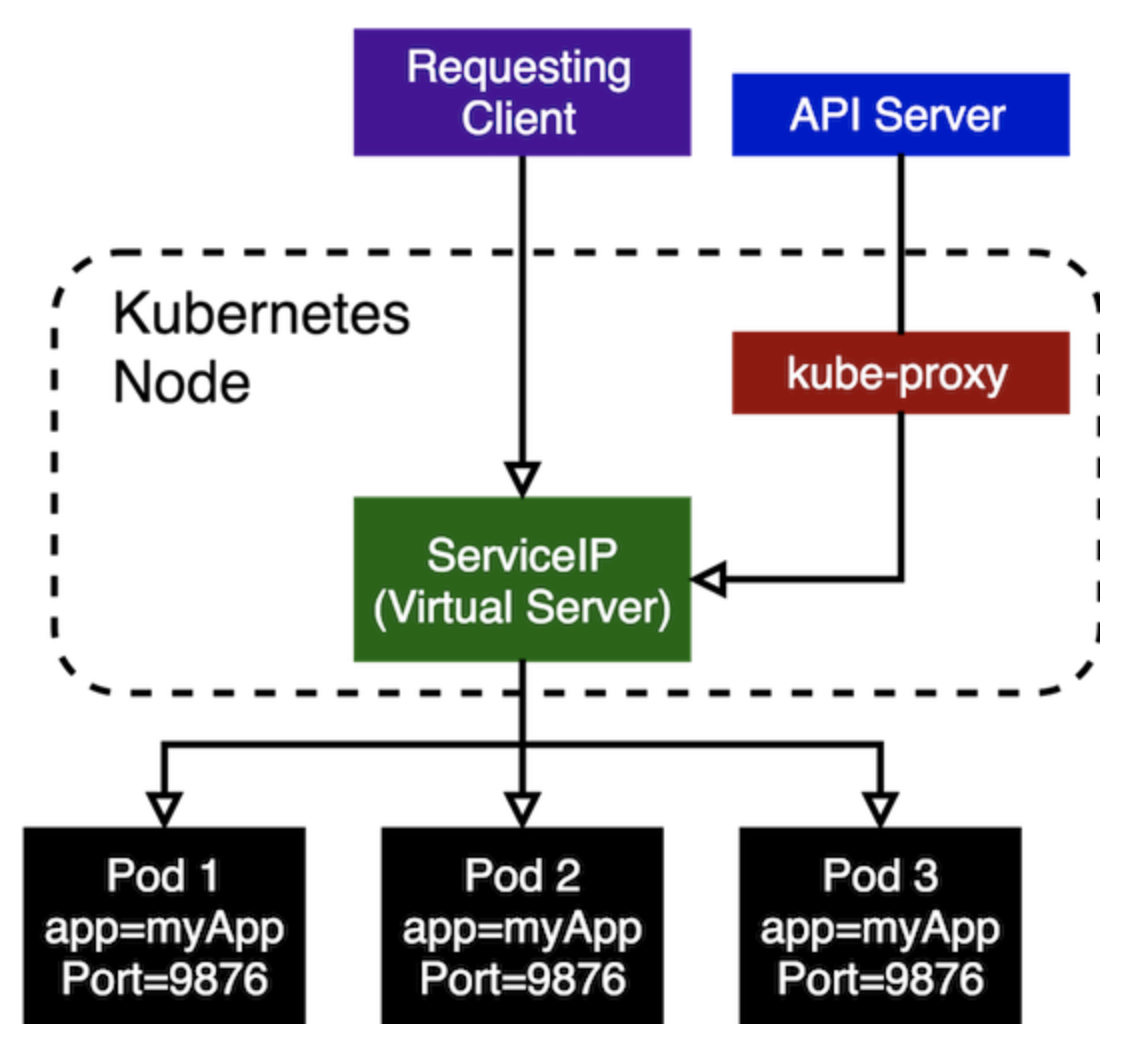 Requesting
Client
API Server
Kubernetes
Node
kube-proxy
ServiceIP
(Virtual Server)
Pod 1
app=myApp
Port=9876
Pod 2
app=myApp
Port=9876
Pod 3
app=myApp
Port=9876